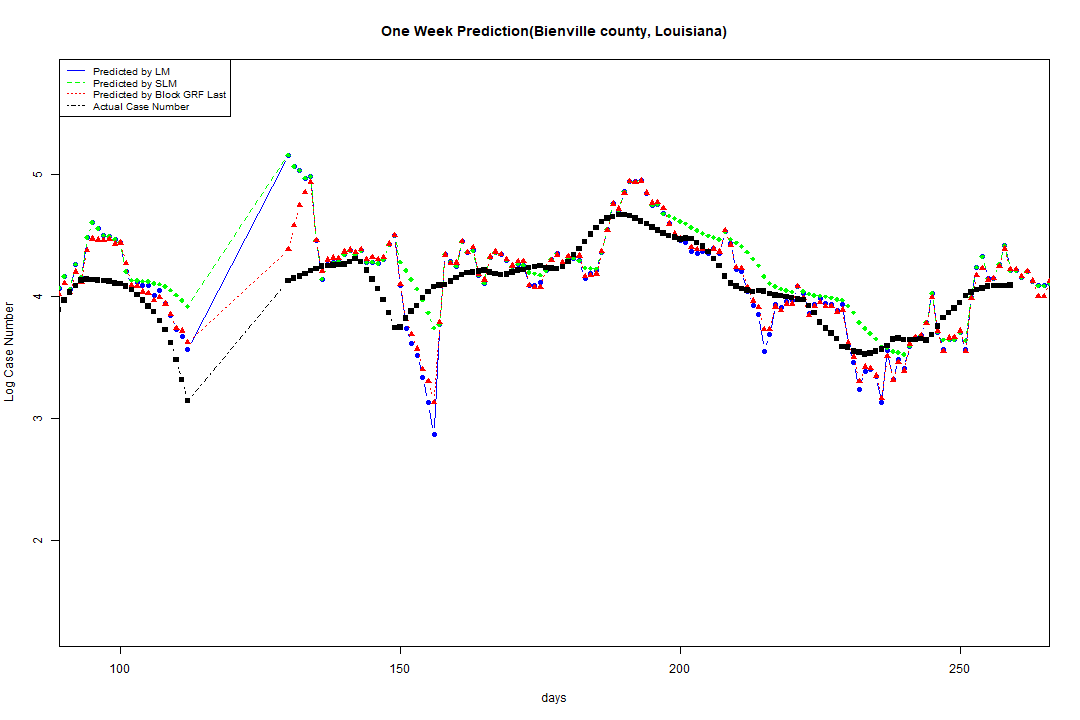 One Week Prediction(Bienville county, Louisiana)
Predicted by LM
Predicted by SLM
Predicted by Block GRF Last
Actual Case Number
5
4
3
2
Log Case Number
100 150 200 250
days